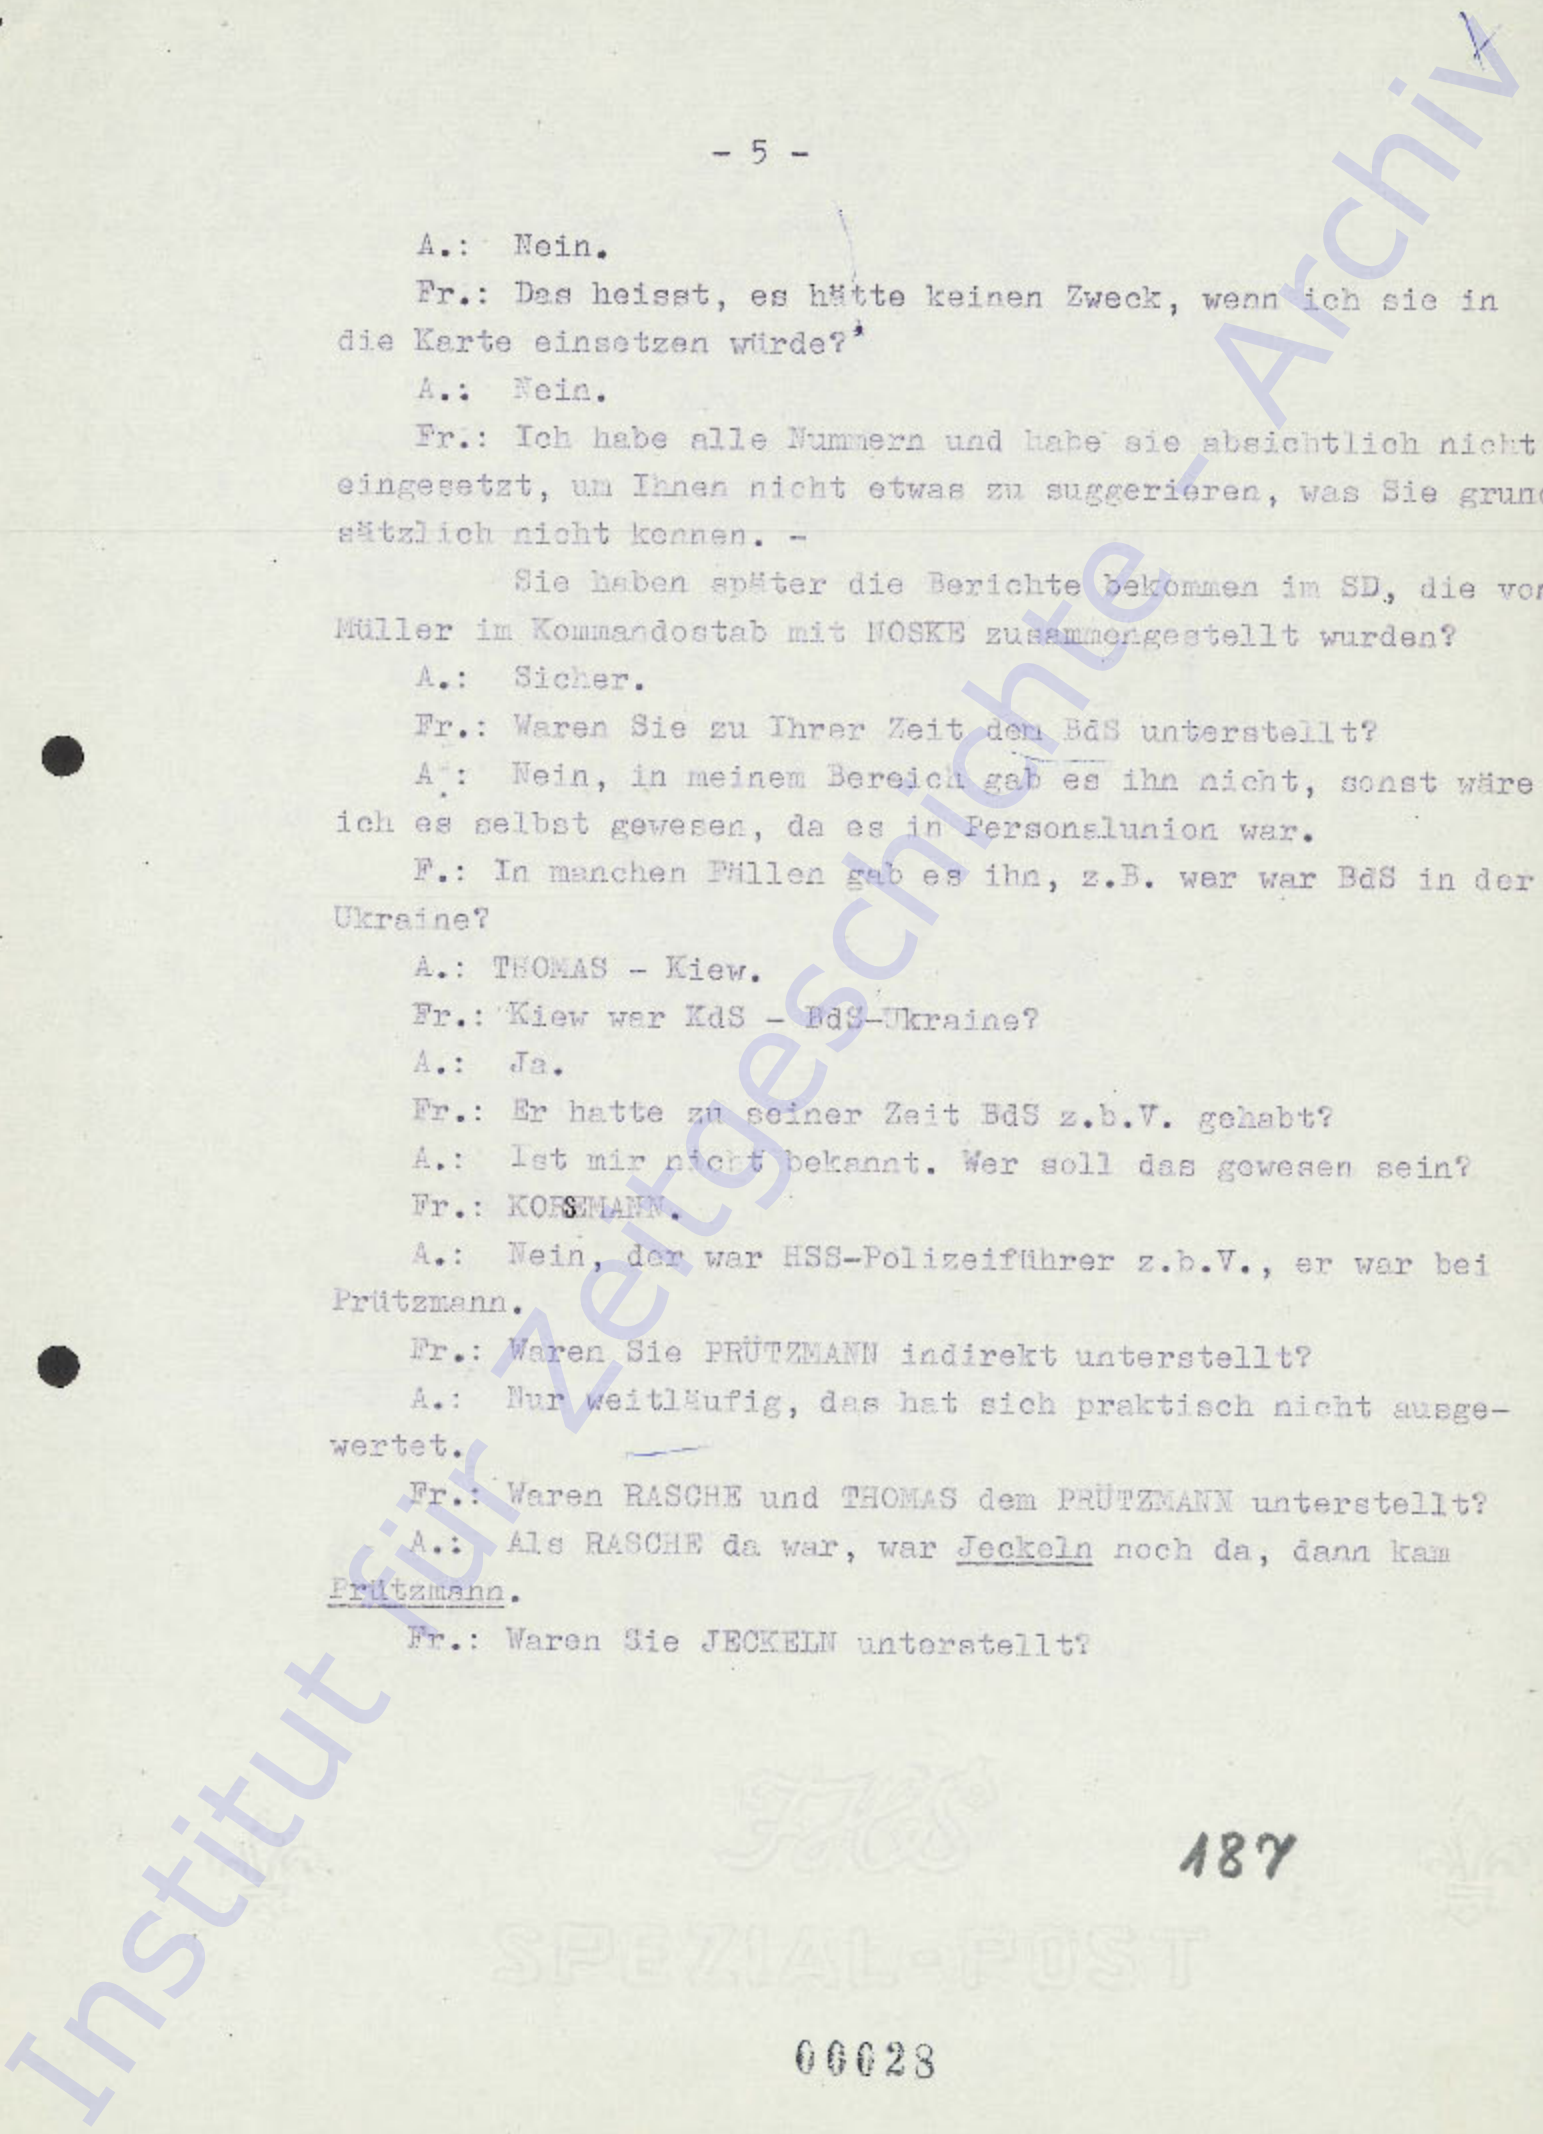 - 5 -
A.: Nein.
Fr.: Das heisst, es hätte keinen Zweck, wenn ich sie in
die Karte einsetzen würde?
A.: Nein.
Fr.: Ich habe alle Nummern und habe sie absichtlich nicht
eingesetzt, um Ihnen nicht etwas zu suggerieren, was Sie grund
sätzlich nicht kennen. -
Sie haben später die Berichte bekommen im SD, die von
Müller im Kommandostab mit NOSKE zusammengestellt wurden?
A.: Sicher.
Fr.: Waren Sie zu Ihrer Zeit dem BdS unterstellt?
A.: Nein, in meinem Bereich gab es ihn nicht, sonst wäre
ich es selbst gewesen, da es in Personalunion war.
F.: In manchen Fällen gab es ihn, z.B. wer war BdS in der
Ukraine?
A.: THOMAS - Kiew.
Fr.: Kiew war KdS - BdS-Ukraine?
A.: Ja.
Fr.: Er hatte zu seiner Zeit BdS z.b.V. gehabt?
A.: Ist mir nicht bekannt. Wer soll das gewesen sein?
Fr.: KORSEMANN.
A.: Nein, der war HSS-Polizeiführer z.b.V., er war bei
Prützmann.
Fr.: Waren Sie PRÜTZMANN indirekt unterstellt?
A.: Nur weitläufig, das hat sich praktisch nicht ausge-
wertet.
Fr.: Waren RASCHE und THOMAS dem PRÜTZMANN unterstellt?
A.: Als RASCHE da war, war Jeckeln noch da, dann kam
Prützmann.
Fr.: Waren Sie JECKELN unterstellt?
187
SPEZIAL-POST
00028
Institut für Zeitgeschichte - Archiv